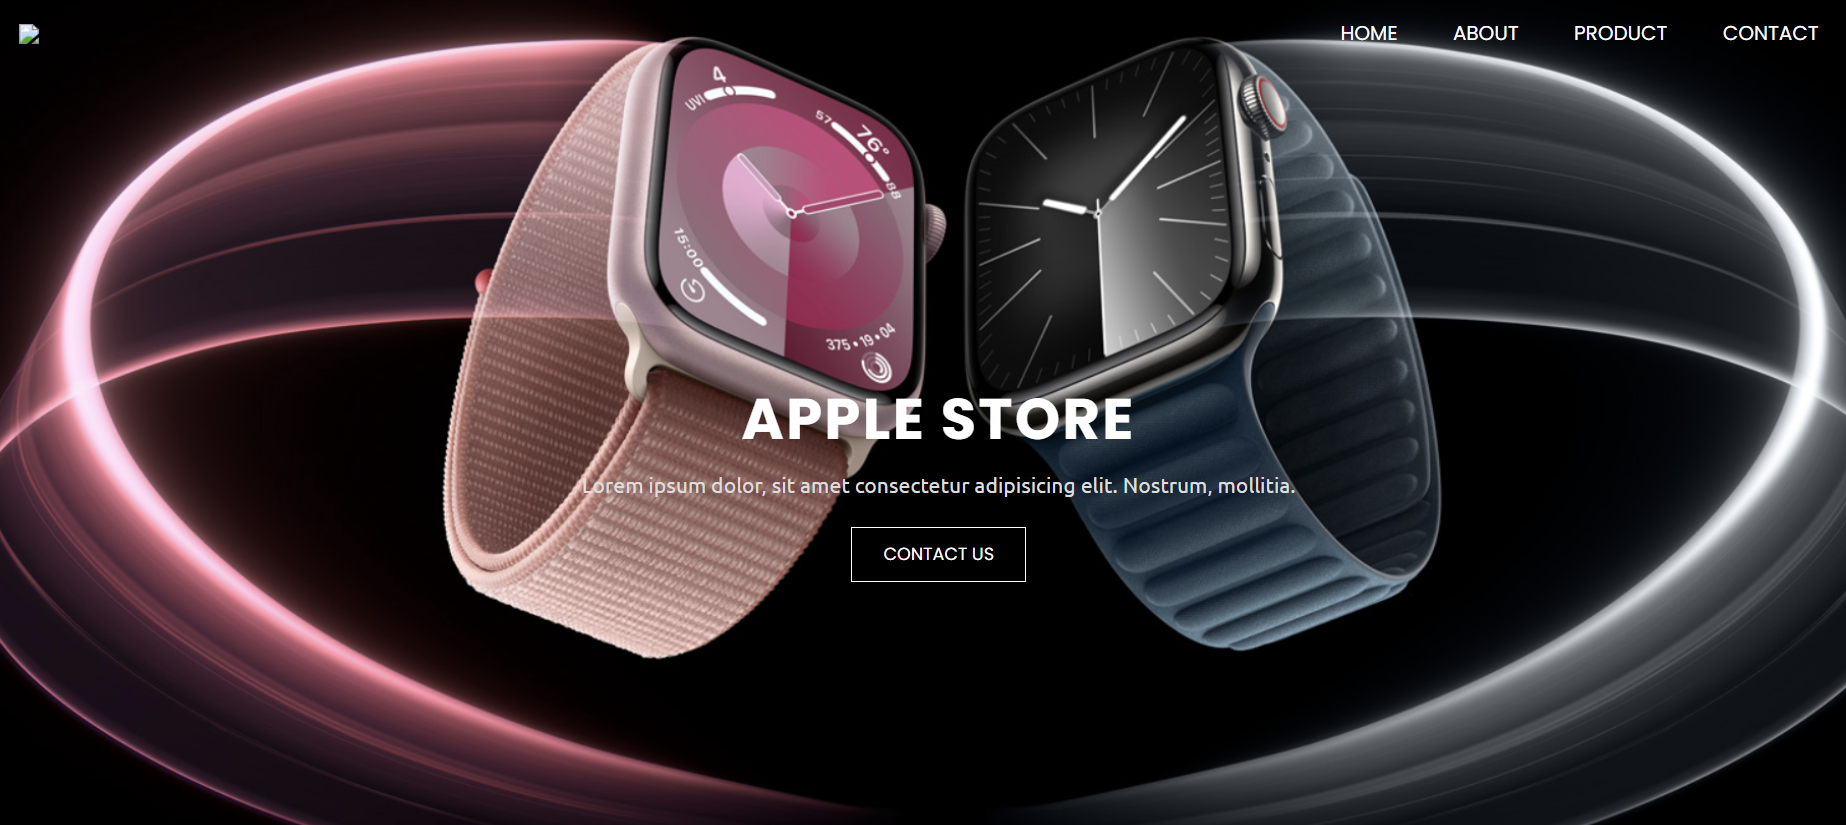 HOME ABOUT PRODUCT CONTACT
4
UVI
57 76° 88
15:00
375 • 19 • 04
APPLE STORE
Lorem ipsum dolor, sit amet consectetur adipisicing elit. Nostrum, mollitia.
CONTACT US